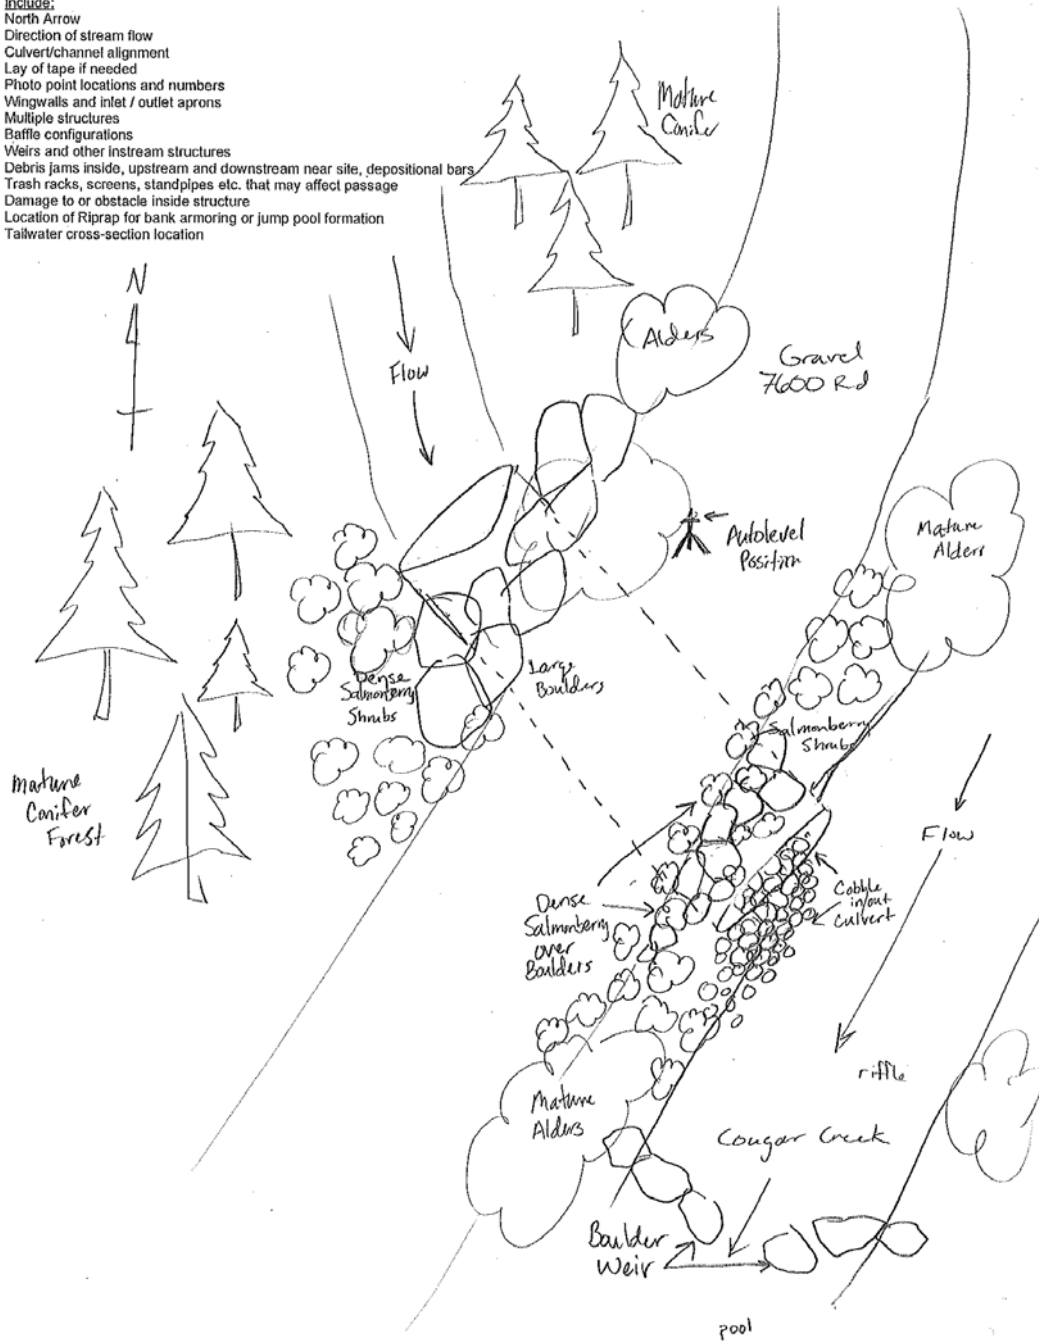 Include:
North Arrow
Direction of stream flow
Culvert/channel alignment
Lay of tape if needed
Photo point locations and numbers
Wingwalls and inlet / outlet aprons
Multiple structures
Baffle configurations
Weirs and other instream structures
Debris jams inside, upstream and downstream near site, depositional bars
Trash racks, screens, standpipes etc. that may affect passage
Damage to or obstacle inside structure
Location of Riprap for bank armoring or jump pool formation
Tailwater cross-section location
Mature
Conifer
N
Alders
Flow
Gravel
7600 Rd
Autolevel
Position
Mature
Alders
Dense
Salmonberry
Shrubs
Large
Boulders
Salmonberry
Shrubs
Mature
Conifer
Forest
Flow
Cobble
in/out
Culvert
Dense
Salmonberry
over
Boulders
riffle
Mature
Alders
Cougar Creek
Boulder
Weir
pool